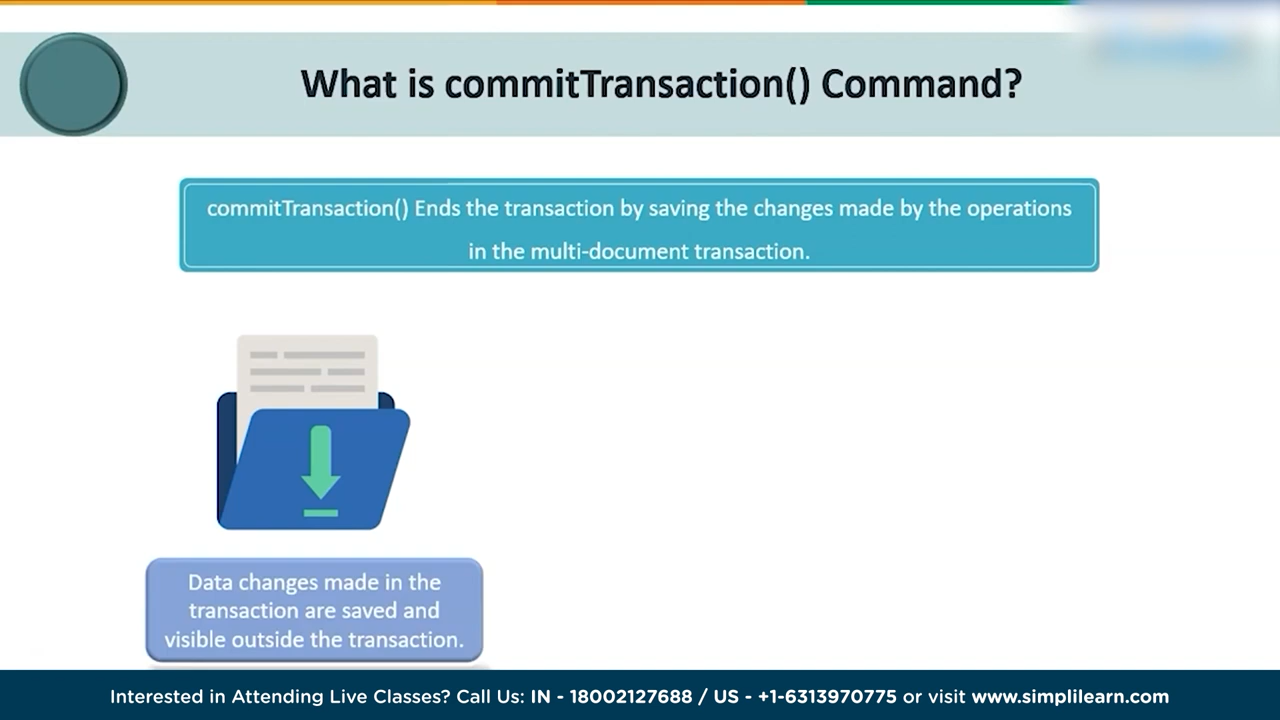 What is commitTransaction() Command?
commitTransaction() Ends the transaction by saving the changes made by the operations
in the multi-document transaction.
Data changes made in the
transaction are saved and
visible outside the transaction.
Interested in Attending Live Classes? Call Us: IN - 18002127688 / US - +1-6313970775 or visit www.simplilearn.com